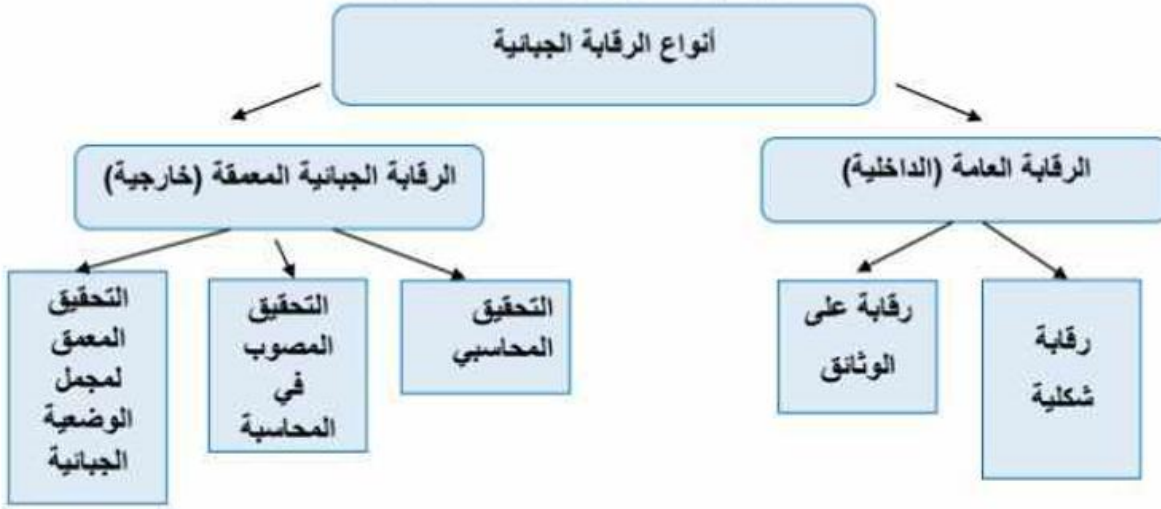 أنواع الرقابة الجبائية
الرقابة العامة (الداخلية)
الرقابة الجبائية المعمقة (خارجية)
رقابة
شكلية
رقابة على
الوثائق
التحقيق
المحاسبي
التحقيق
المصوب
في
المحاسبة
التحقيق
المعمق
لمجمل
الوضعية
الجبائية